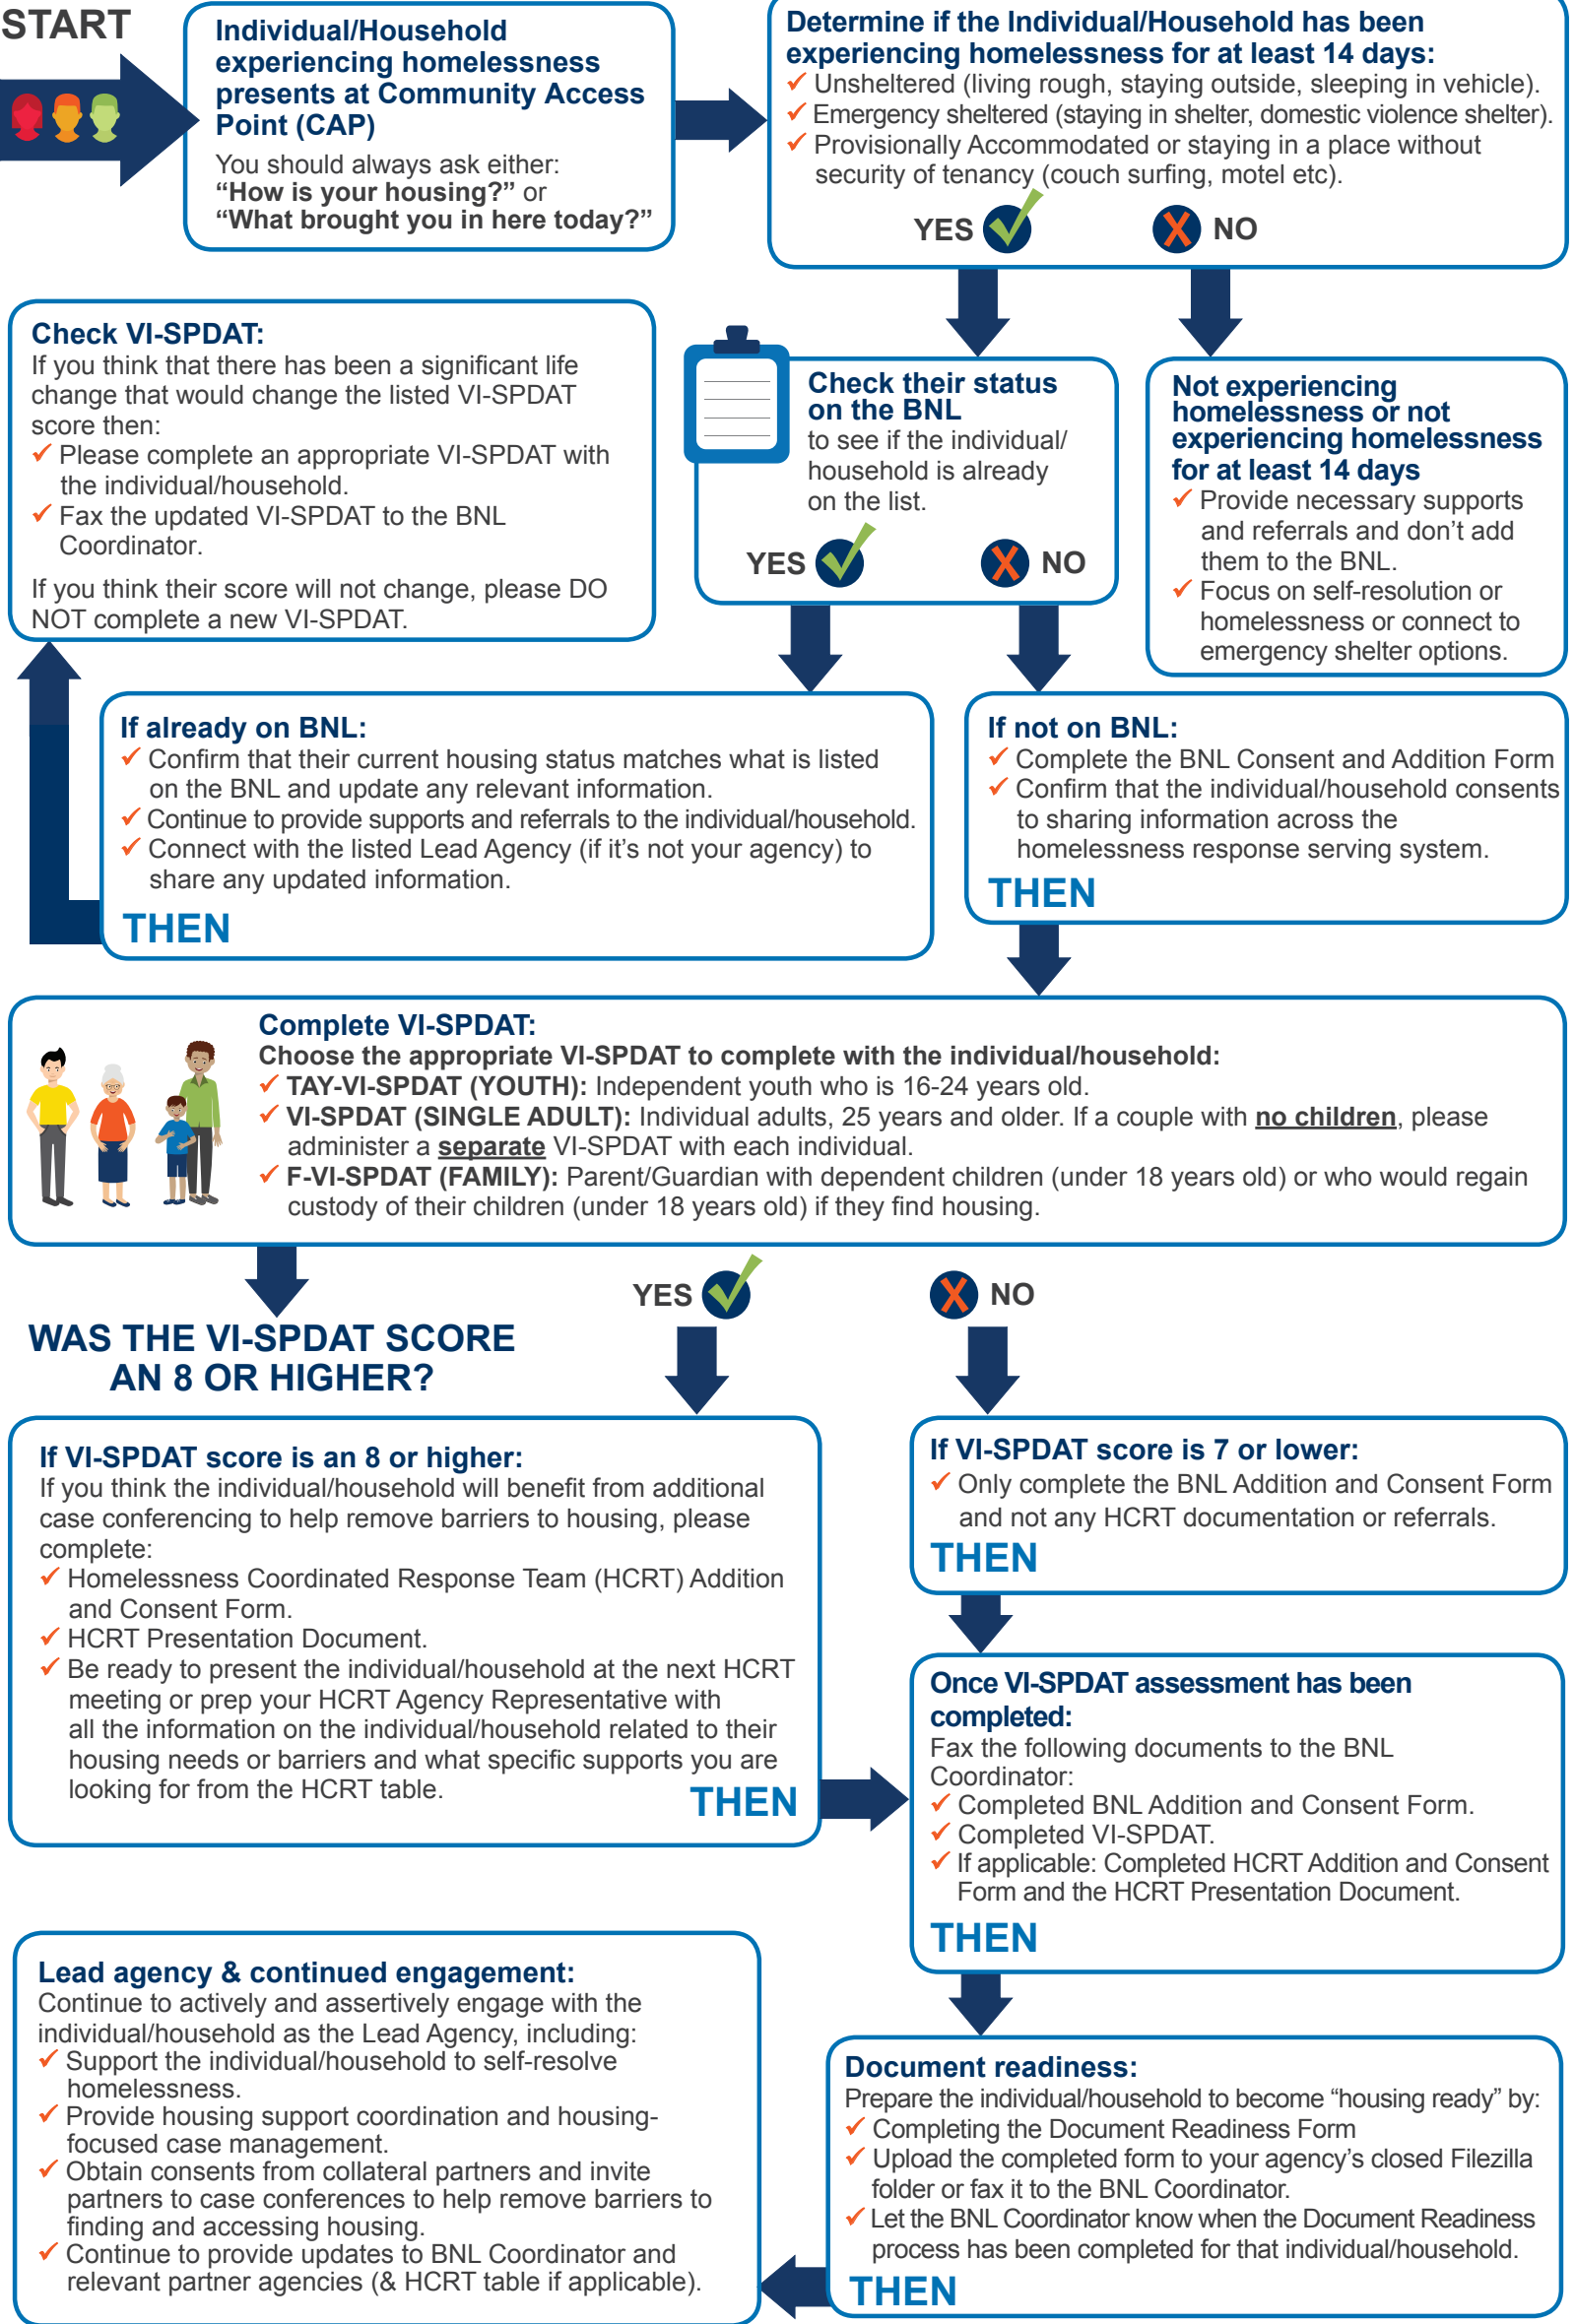 START
Individual/Household
experiencing homelessness
presents at Community Access
Point (CAP)
You should always ask either:
“How is your housing?” or
“What brought you in here today?”
Determine if the Individual/Household has been
experiencing homelessness for at least 14 days:
Unsheltered (living rough, staying outside, sleeping in vehicle).
Emergency sheltered (staying in shelter, domestic violence shelter).
Provisionally Accommodated or staying in a place without
security of tenancy (couch surfing, motel etc).
YES
NO
Check their status
on the BNL
to see if the individual/
household is already
on the list.
YES
NO
Not experiencing
homelessness or not
experiencing homelessness
for at least 14 days
Provide necessary supports
and referrals and don’t add
them to the BNL.
Focus on self-resolution or
homelessness or connect to
emergency shelter options.
If already on BNL:
Confirm that their current housing status matches what is listed
on the BNL and update any relevant information.
Continue to provide supports and referrals to the individual/household.
Connect with the listed Lead Agency (if it’s not your agency) to
share any updated information.
THEN
Check VI-SPDAT:
If you think that there has been a significant life
change that would change the listed VI-SPDAT
score then:
Please complete an appropriate VI-SPDAT with
the individual/household.
Fax the updated VI-SPDAT to the BNL
Coordinator.
If you think their score will not change, please DO
NOT complete a new VI-SPDAT.
If not on BNL:
Complete the BNL Consent and Addition Form
Confirm that the individual/household consents
to sharing information across the
homelessness response serving system.
THEN
Complete VI-SPDAT:
Choose the appropriate VI-SPDAT to complete with the individual/household:
TAY-VI-SPDAT (YOUTH): Independent youth who is 16-24 years old.
VI-SPDAT (SINGLE ADULT): Individual adults, 25 years and older. If a couple with no children, please
administer a separate VI-SPDAT with each individual.
F-VI-SPDAT (FAMILY): Parent/Guardian with dependent children (under 18 years old) or who would regain
custody of their children (under 18 years old) if they find housing.
WAS THE VI-SPDAT SCORE
AN 8 OR HIGHER?
YES
NO
If VI-SPDAT score is an 8 or higher:
If you think the individual/household will benefit from additional
case conferencing to help remove barriers to housing, please
complete:
Homelessness Coordinated Response Team (HCRT) Addition
and Consent Form.
HCRT Presentation Document.
Be ready to present the individual/household at the next HCRT
meeting or prep your HCRT Agency Representative with
all the information on the individual/household related to their
housing needs or barriers and what specific supports you are
looking for from the HCRT table.
THEN
If VI-SPDAT score is 7 or lower:
Only complete the BNL Addition and Consent Form
and not any HCRT documentation or referrals.
THEN
Once VI-SPDAT assessment has been
completed:
Fax the following documents to the BNL
Coordinator:
Completed BNL Addition and Consent Form.
Completed VI-SPDAT.
If applicable: Completed HCRT Addition and Consent
Form and the HCRT Presentation Document.
THEN
Document readiness:
Prepare the individual/household to become “housing ready” by:
Completing the Document Readiness Form
Upload the completed form to your agency’s closed Filezilla
folder or fax it to the BNL Coordinator.
Let the BNL Coordinator know when the Document Readiness
process has been completed for that individual/household.
THEN
Lead agency & continued engagement:
Continue to actively and assertively engage with the
individual/household as the Lead Agency, including:
Support the individual/household to self-resolve
homelessness.
Provide housing support coordination and housing-
focused case management.
Obtain consents from collateral partners and invite
partners to case conferences to help remove barriers to
finding and accessing housing.
Continue to provide updates to BNL Coordinator and
relevant partner agencies (& HCRT table if applicable).